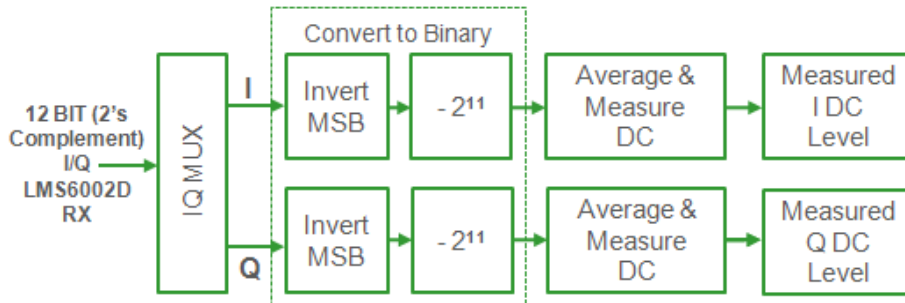 Convert to Binary
12 BIT (2's
Complement)
I/Q
LMS6002D
RX
IQ MUX
I
Invert
MSB
- 2¹¹
Average &
Measure
DC
Measured
I DC
Level
Q
Invert
MSB
- 2¹¹
Average &
Measure
DC
Measured
Q DC
Level